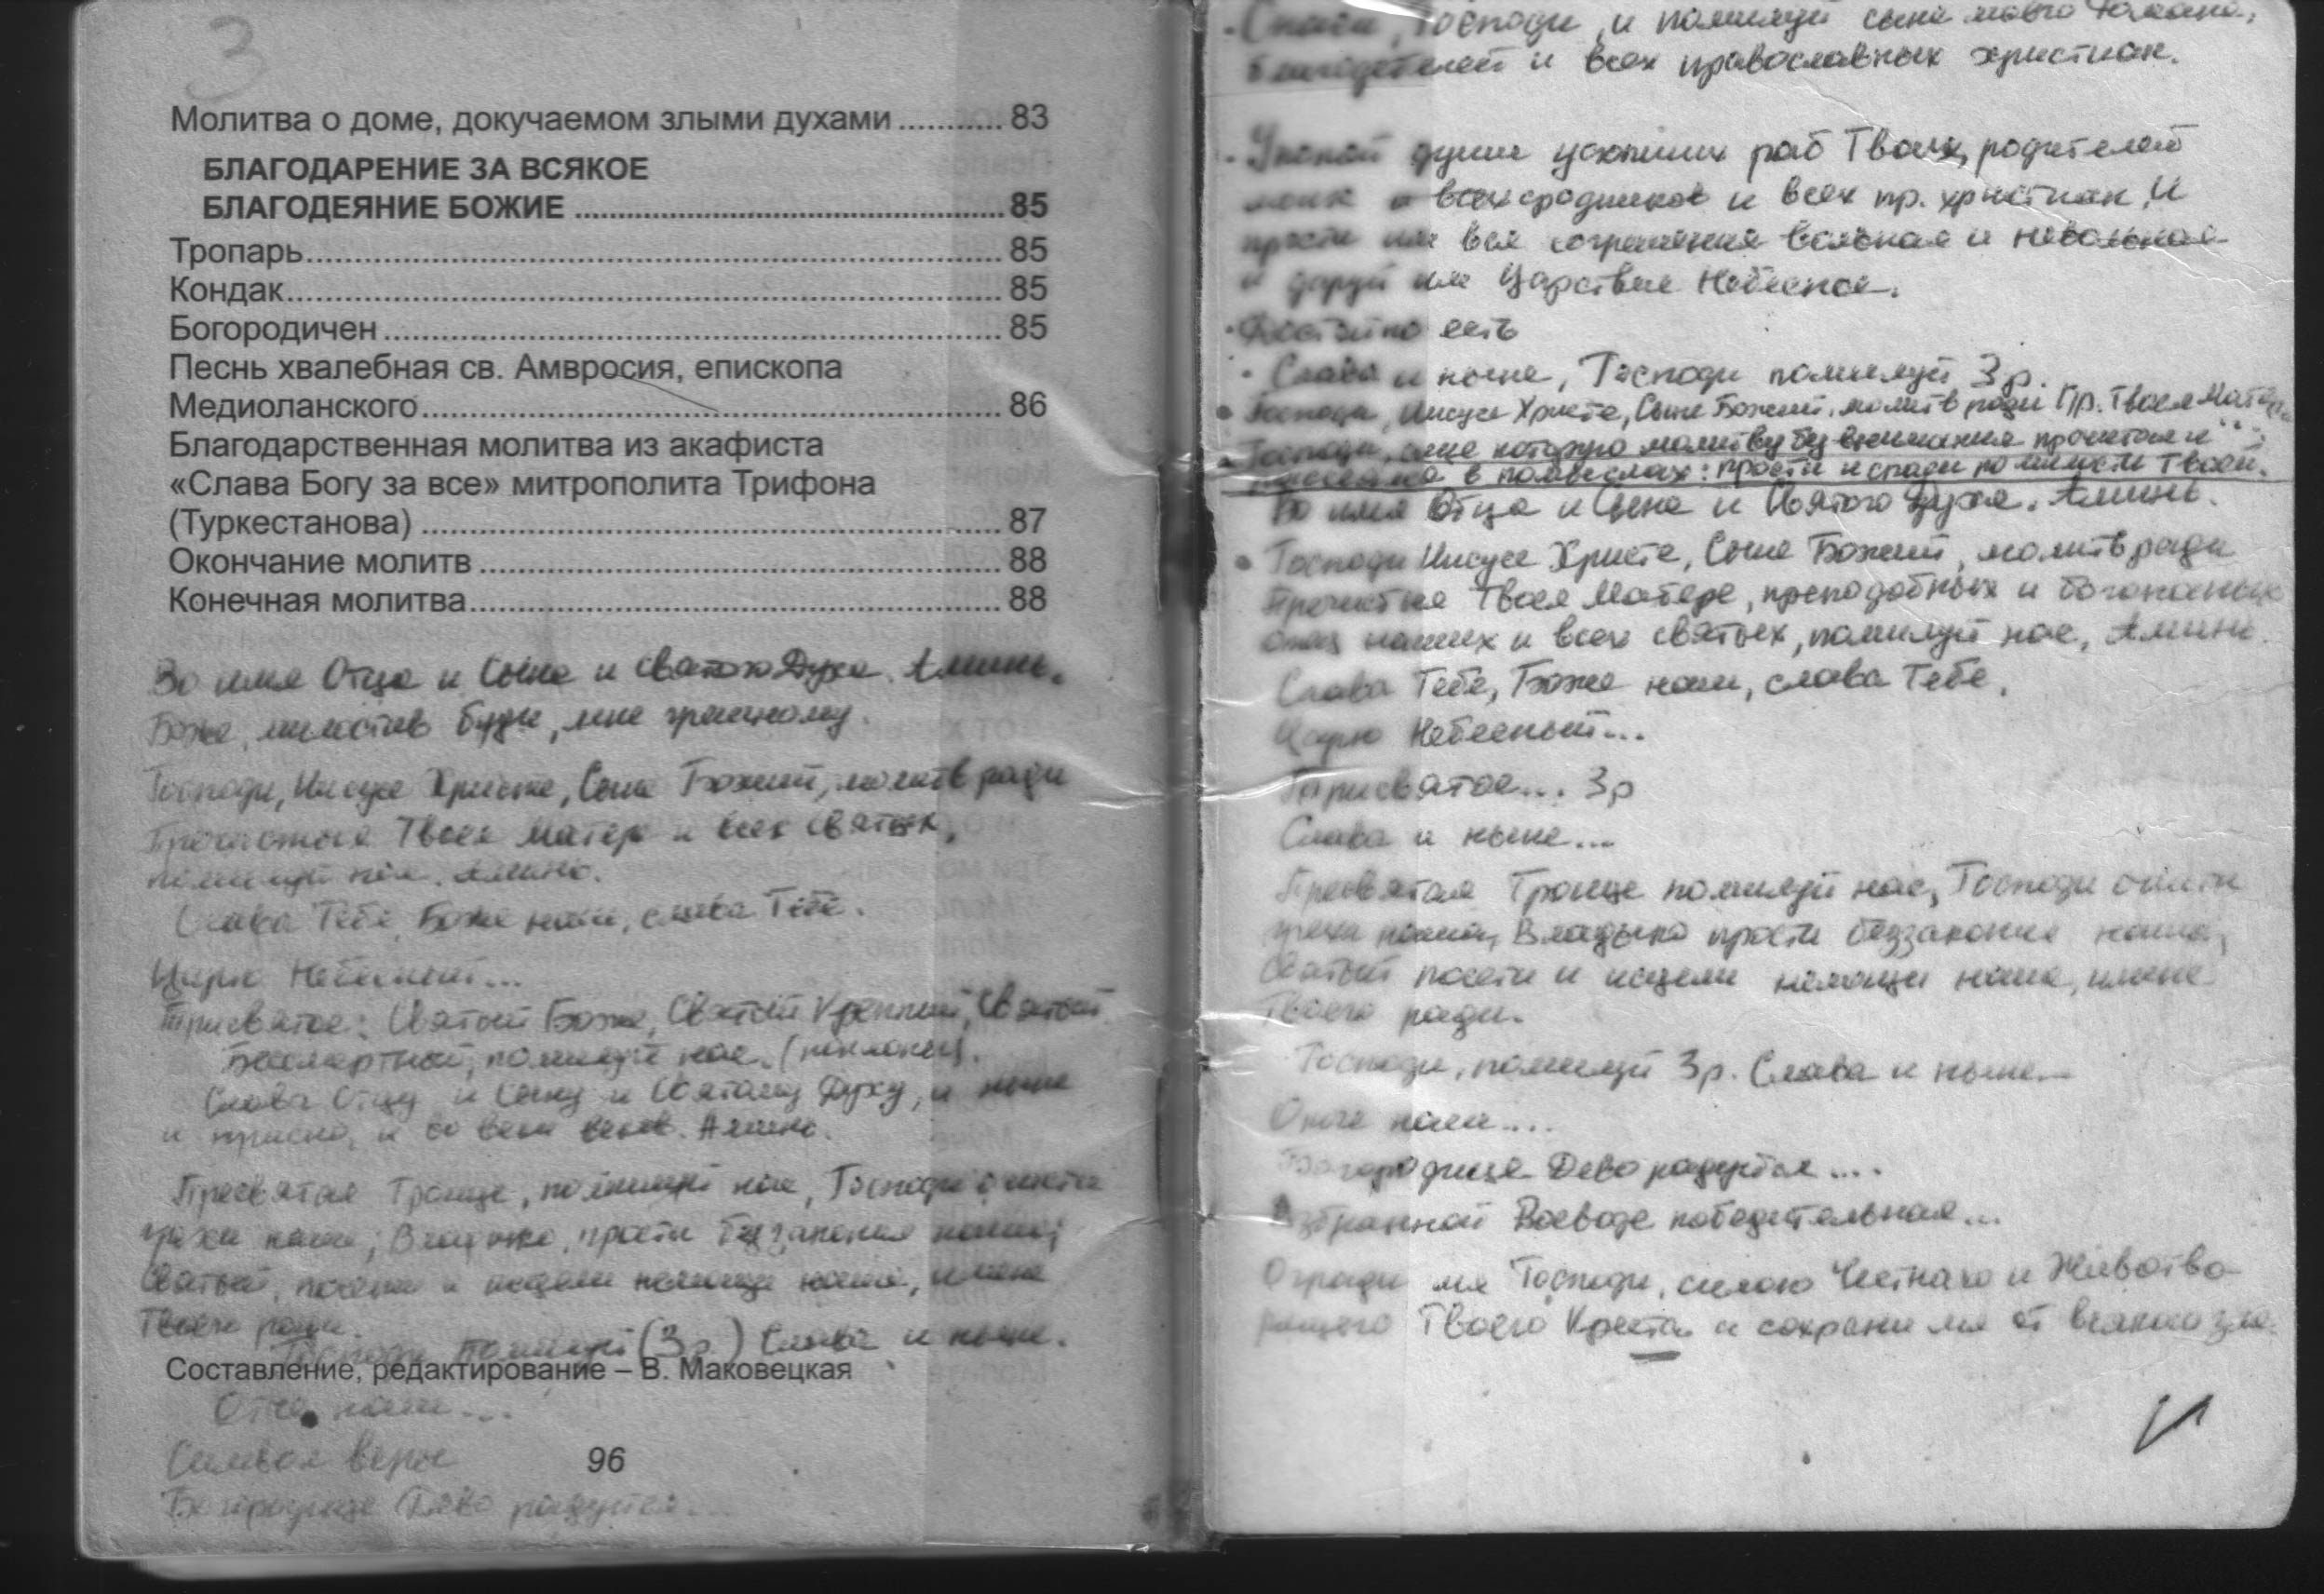 3
Молитва о доме, докучаемом злыми духами ............ 83
БЛАГОДАРЕНИЕ ЗА ВСЯКОЕ
БЛАГОДЕЯНИЕ БОЖИЕ ............ 85
Тропарь ............ 85
Кондак ............ 85
Богородичен ............ 85
Песнь хвалебная св. Амвросия, епископа
Медиоланского ............ 86
Благодарственная молитва из акафиста
«Слава Богу за все» митрополита Трифона
(Туркестанова) ............ 87
Окончание молитв ............ 88
Конечная молитва ............ 88
Во имя Отца и Сына и Святого Духа. Аминь.
Боже, милостив буди, мне грешному.
Господи, Иисусе Христе, Сыне Божий, молитв ради
Пречистыя Твоея Матере и всех святых,
помилуй нас. Аминь.
Слава Тебе, Боже наш, слава Тебе.
Царю Небесный...
Трисвятое: Святый Боже, Святый Крепкий, Святый
Бессмертный, помилуй нас. (поклоны).
Слава Отцу и Сыну и Святому Духу, и ныне
и присно, и во веки веков. Аминь.
Пресвятая Троице, помилуй нас, Господи очисти
грехи наша; Владыко, прости беззакония наша;
Святый, посети и исцели немощи наша, имене
Твоего ради.
Господи помилуй (3 р.) Слава и ныне.
Составление, редактирование – В. Маковецкая
Отче наш...
Символ веры
Богородице Дево радуйся...
96
- Спаси, Господи, и помилуй сына моего
благодетелей и всех православных христиан.
- Упокой души усопших раб Твоих, родителей
моих и всех сродников и всех пр. христиан, и
прости им вся согрешения вольная и невольная
и даруй им Царствие Небесное.
· Достойно есть
· Слава и ныне, Господи помилуй 3 р.
• Господи, Иисусе Христе, Сыне Божий, молитв ради Пр. Твоея Матере
• Господи, аще которую молитву без внимания прочитал и
рассеяна в помыслах: прости и спаси по милости Твоей.
Во имя Отца и Сына и Святого Духа. Аминь.
• Господи Иисусе Христе, Сыне Божий, молитв ради
Пречистыя Твоея Матере, преподобных и богоносных
отец наших и всех святых, помилуй нас, Аминь.
Слава Тебе, Боже наш, слава Тебе.
Царю Небесный...
Трисвятое... 3 р
Слава и ныне...
Пресвятая Троице помилуй нас, Господи очисти
грехи наша, Владыко прости беззакония наша,
Святый посети и исцели немощи наша, имене
Твоего ради.
Господи, помилуй 3 р. Слава и ныне...
Отче наш....
Богородице Дево радуйся....
Взбранной Воеводе победительная...
Огради мя Господи, силою Честнаго и Животво
рящего Твоего Креста и сохрани мя от всякого зла.